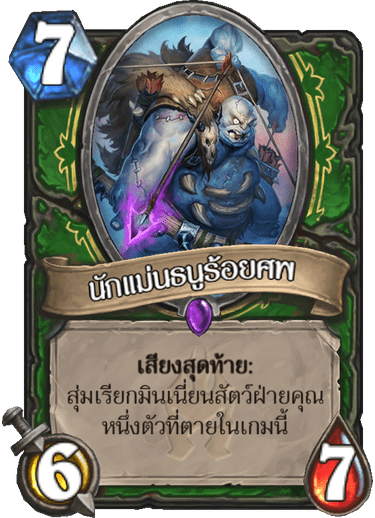 7
นักแม่นธนูร้อยศพ
เสียงสุดท้าย:
สุ่มเรียกมินเนี่ยนสัตว์ฝ่ายคุณ
หนึ่งตัวที่ตายในเกมนี้
6
7